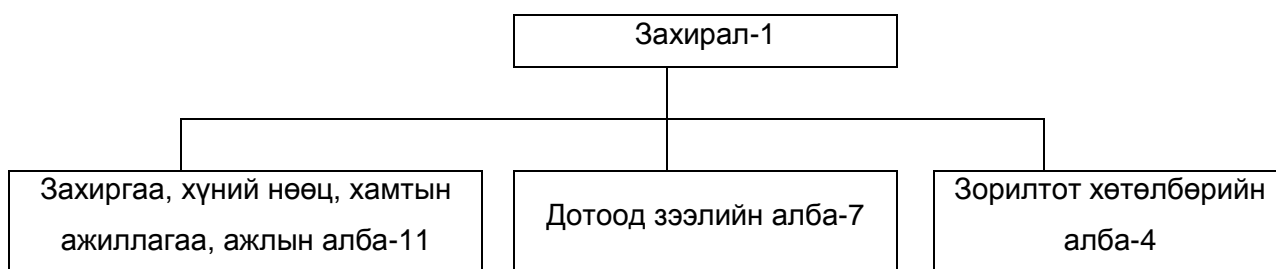 Захирал-1
Захиргаа, хүний нөөц, хамтын
ажиллагаа, ажлын алба-11
Дотоод зээлийн алба-7
Зорилтот хөтөлбөрийн
алба-4